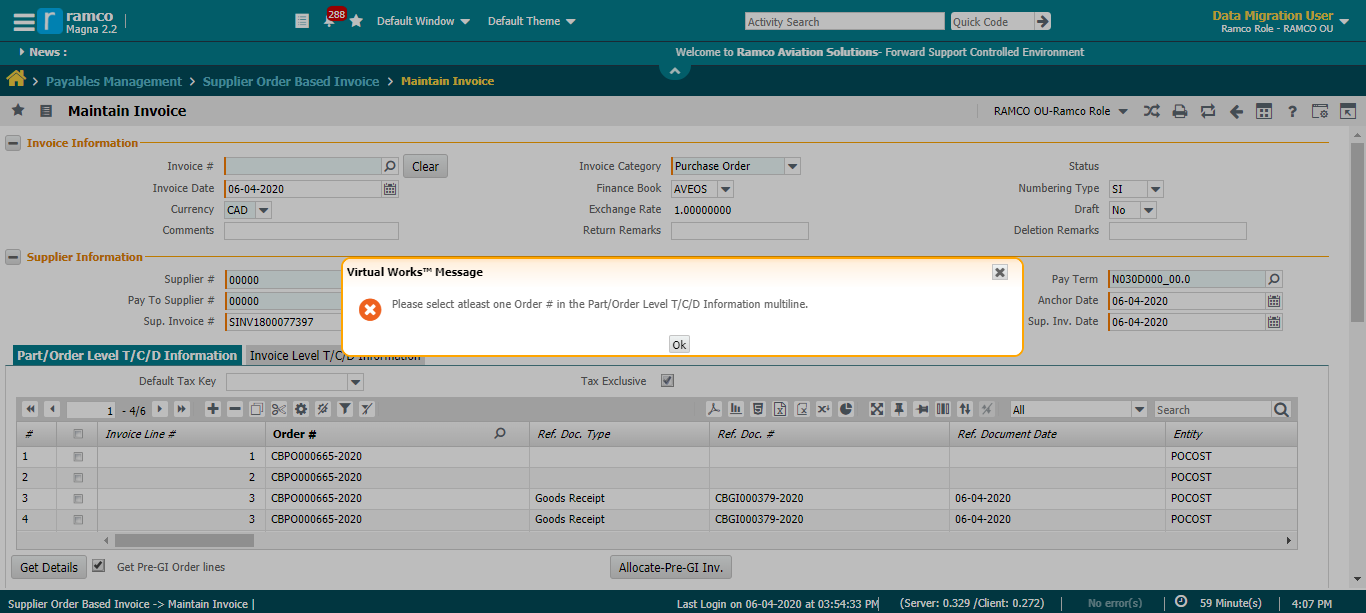 ramco
Magna 2.2
288
Default Window
Default Theme
Activity Search
Quick Code
Data Migration User
Ramco Role - RAMCO OU
News :
Welcome to Ramco Aviation Solutions- Forward Support Controlled Environment
Payables Management > Supplier Order Based Invoice > Maintain Invoice
Maintain Invoice
RAMCO OU-Ramco Role
Invoice Information
Invoice #
Clear
Invoice Category Purchase Order
Status
Invoice Date 06-04-2020
Finance Book AVEOS
Numbering Type SI
Currency CAD
Exchange Rate 1.00000000
Draft No
Comments
Return Remarks
Deletion Remarks
Supplier Information
Supplier # 00000
Pay Term N030D000_00.0
Pay To Supplier # 00000
Anchor Date 06-04-2020
Sup. Invoice # SINV1800077397
Sup. Inv. Date 06-04-2020
Virtual Works™ Message
Please select atleast one Order # in the Part/Order Level T/C/D Information multiline.
Ok
Part/Order Level T/C/D Information
Invoice Level T/C/D Information
Default Tax Key
Tax Exclusive
1 - 4/6
All
Search
# Invoice Line # Order # Ref. Doc. Type Ref. Doc. # Ref. Document Date Entity
1 1 CBPO000665-2020 POCOST
2 2 CBPO000665-2020 POCOST
3 3 CBPO000665-2020 Goods Receipt CBGI000379-2020 06-04-2020 POCOST
4 3 CBPO000665-2020 Goods Receipt CBGI000379-2020 06-04-2020 POCOST
Get Details
Get Pre-GI Order lines
Allocate-Pre-GI Inv.
Supplier Order Based Invoice -> Maintain Invoice |
Last Login on 06-04-2020 at 03:54:33 PM
(Server: 0.329 /Client: 0.272)
No error(s)
59 Minute(s)
4:07 PM